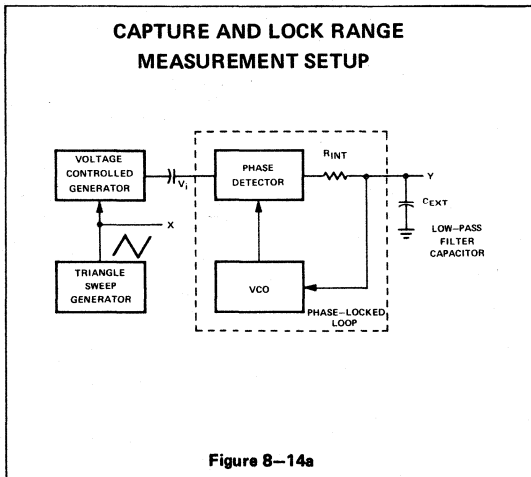 CAPTURE AND LOCK RANGE
MEASUREMENT SETUP
VOLTAGE
CONTROLLED
GENERATOR
Vi
PHASE
DETECTOR
RINT
Y
CEXT
LOW-PASS
FILTER
CAPACITOR
X
TRIANGLE
SWEEP
GENERATOR
VCO
PHASE-LOCKED
LOOP
Figure 8-14a